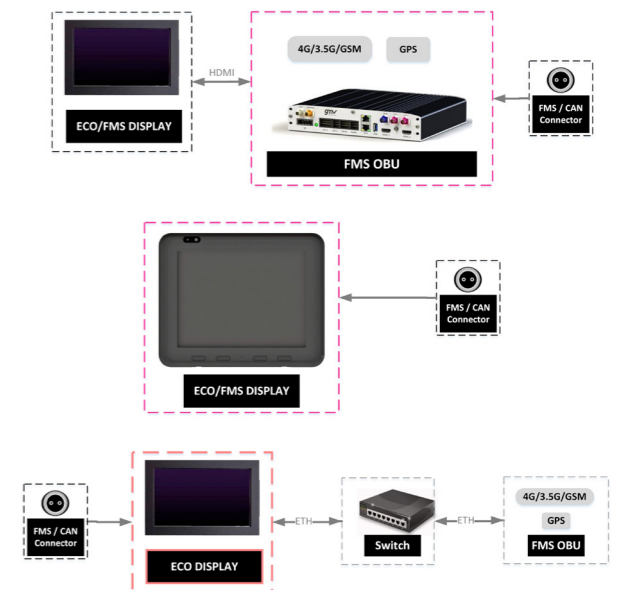 4G/3.5G/GSM
GPS
HDMI
gmv
ECO/FMS DISPLAY
FMS OBU
FMS / CAN
Connector
FMS / CAN
Connector
ECO/FMS DISPLAY
FMS / CAN
Connector
ECO DISPLAY
ETH
Switch
ETH
4G/3.5G/GSM
GPS
FMS OBU